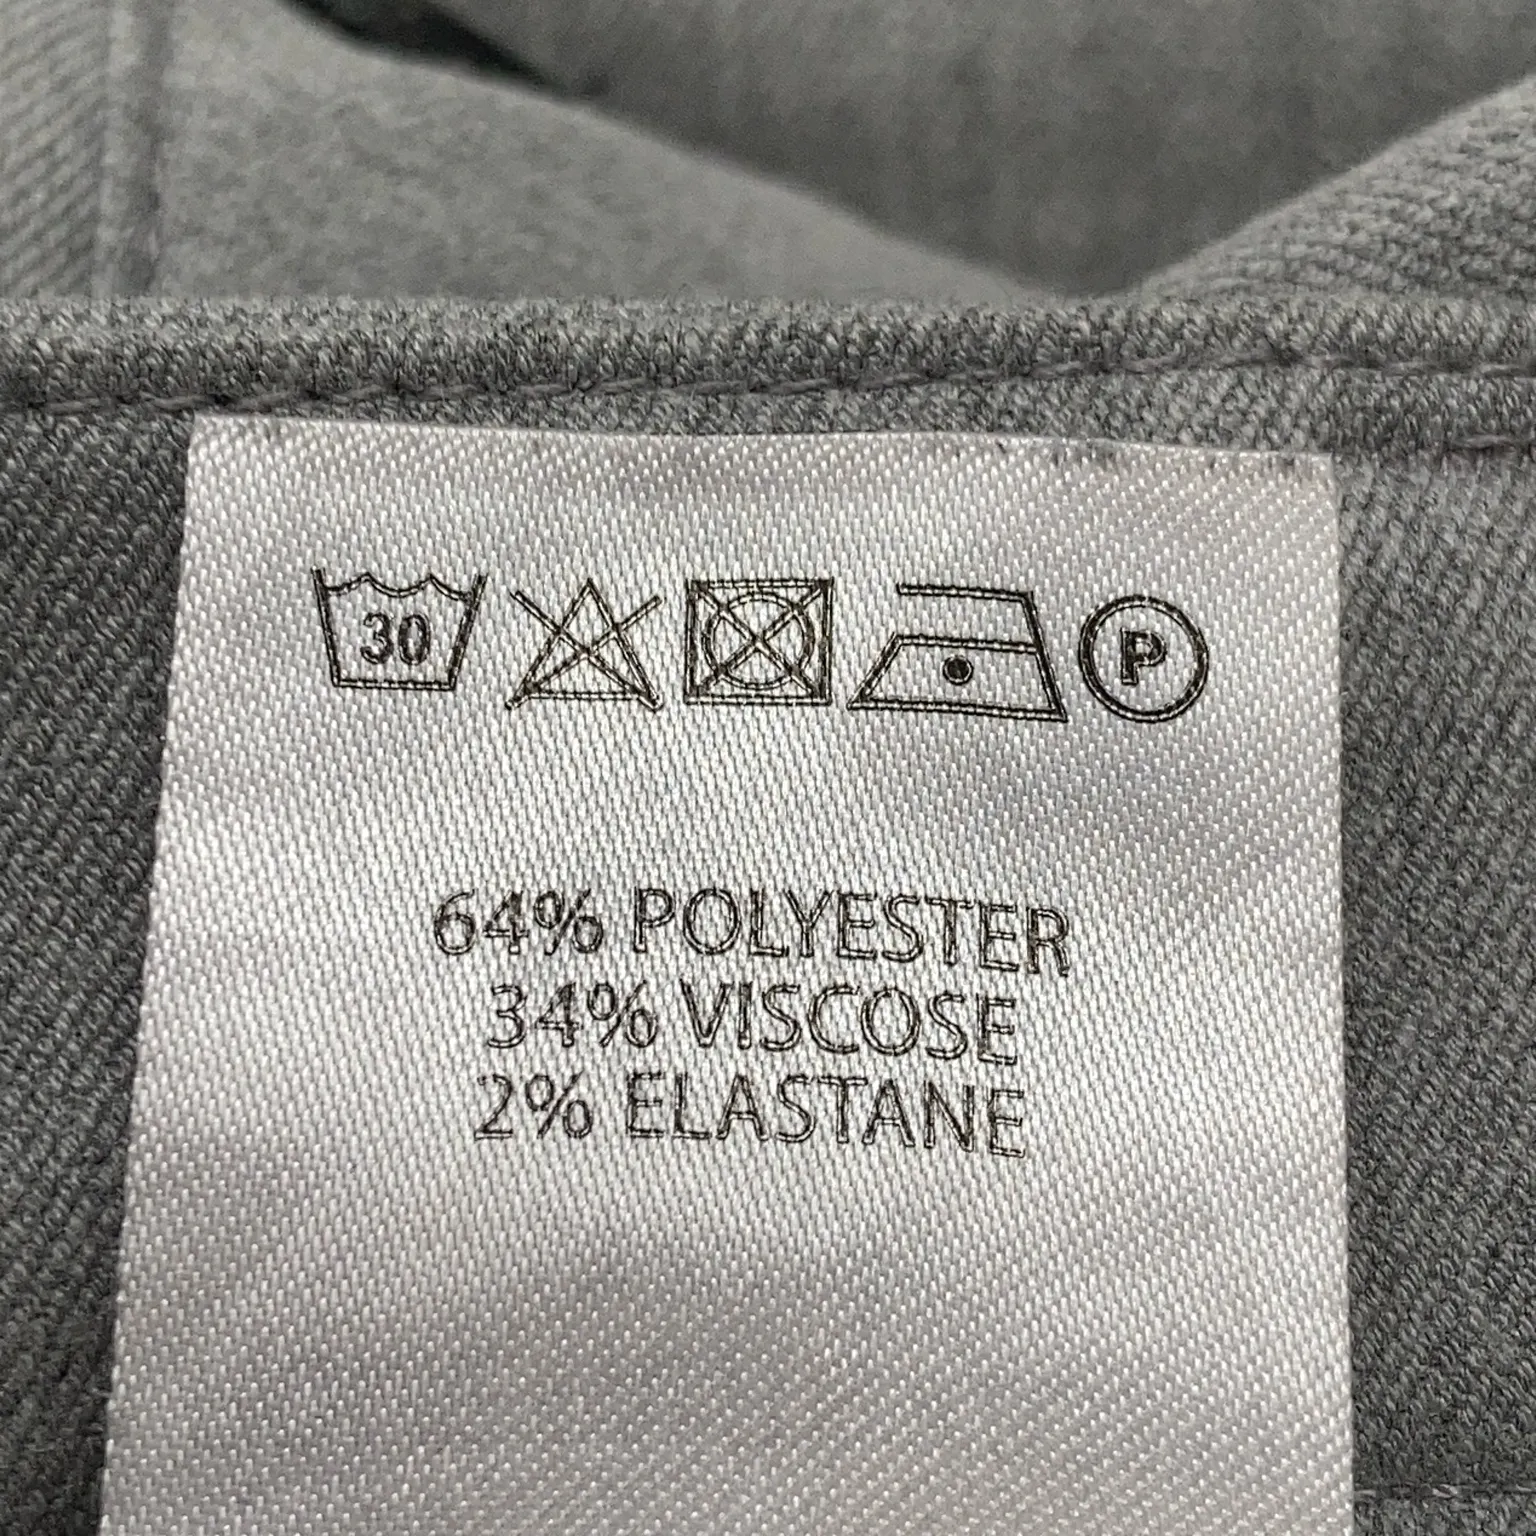 30 P
64% POLYESTER
34% VISCOSE
2% ELASTANE